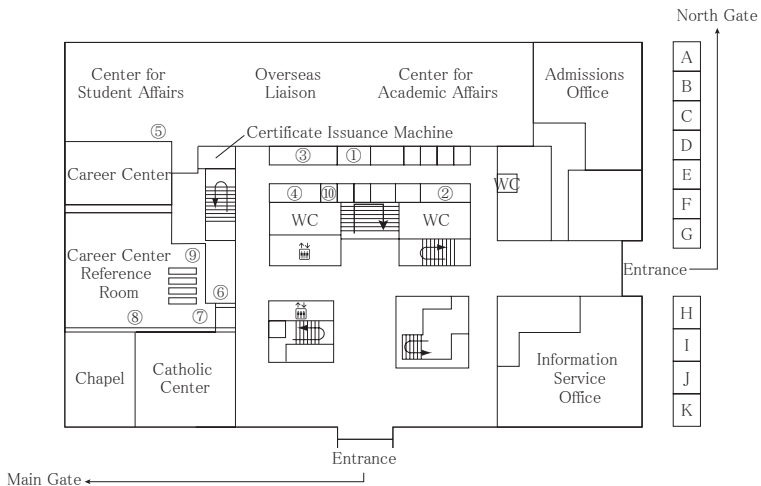 North Gate
Center for
Student Affairs
Overseas
Liaison
Center for
Academic Affairs
Admissions
Office
A
B
C
D
E
F
G
⑤
Certificate Issuance Machine
③
①
Career Center
④
⑩
②
WC
WC
WC
Career Center
Reference
Room
⑨
⑥
⑧
⑦
Entrance
H
I
J
K
Chapel
Catholic
Center
Information
Service
Office
Entrance
Main Gate